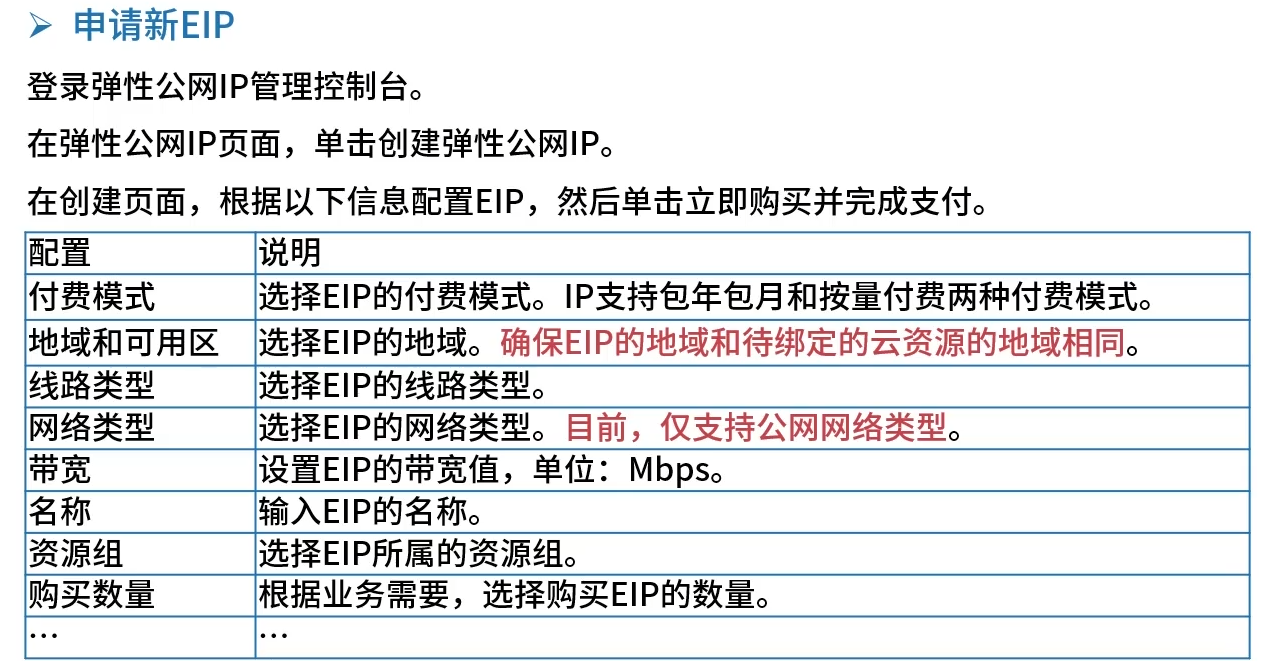 ➢ 申请新EIP
登录弹性公网IP管理控制台。
在弹性公网IP页面，单击创建弹性公网IP。
在创建页面，根据以下信息配置EIP，然后单击立即购买并完成支付。
配置 说明
付费模式 选择EIP的付费模式。IP支持包年包月和按量付费两种付费模式。
地域和可用区 选择EIP的地域。确保EIP的地域和待绑定的云资源的地域相同。
线路类型 选择EIP的线路类型。
网络类型 选择EIP的网络类型。目前，仅支持公网网络类型。
带宽 设置EIP的带宽值，单位：Mbps。
名称 输入EIP的名称。
资源组 选择EIP所属的资源组。
购买数量 根据业务需要，选择购买EIP的数量。
… …